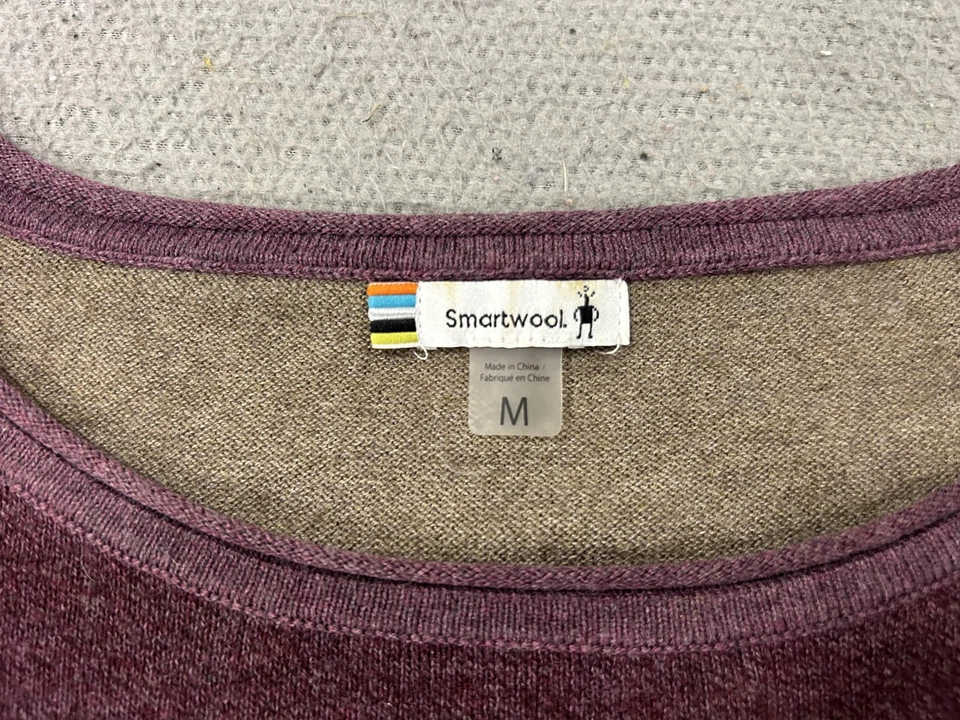 Smartwool.
Made in China /
Fabriqué en Chine
M